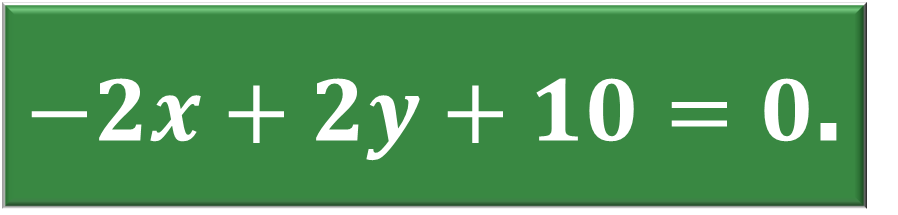 −2x + 2y + 10 = 0.